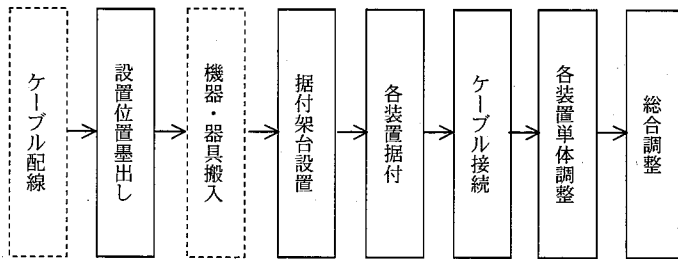 ケーブル配線
設置位置墨出し
機器・器具搬入
据付架台設置
各装置据付
ケーブル接続
各装置単体調整
総合調整